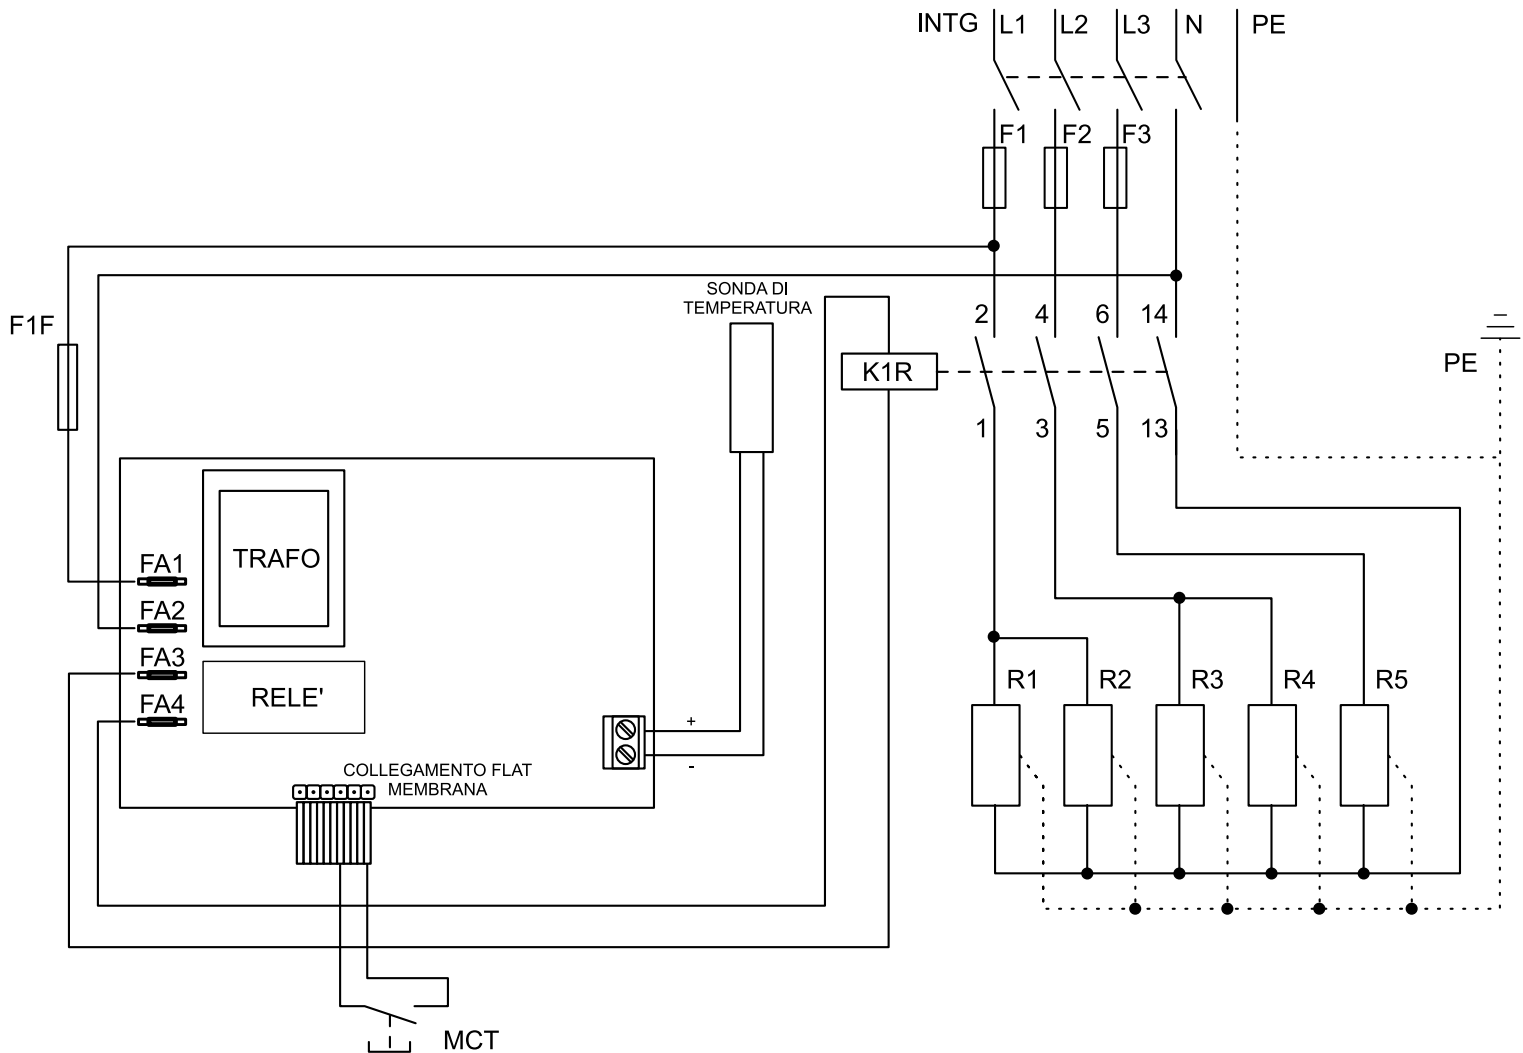 INTG L1 L2 L3 N PE
F1 F2 F3
SONDA DI
TEMPERATURA
2 4 6 14
F1F
K1R
PE
1 3 5 13
FA1
TRAFO
FA2
FA3
RELE'
FA4
R1 R2 R3 R4 R5
+
-
COLLEGAMENTO FLAT
MEMBRANA
MCT